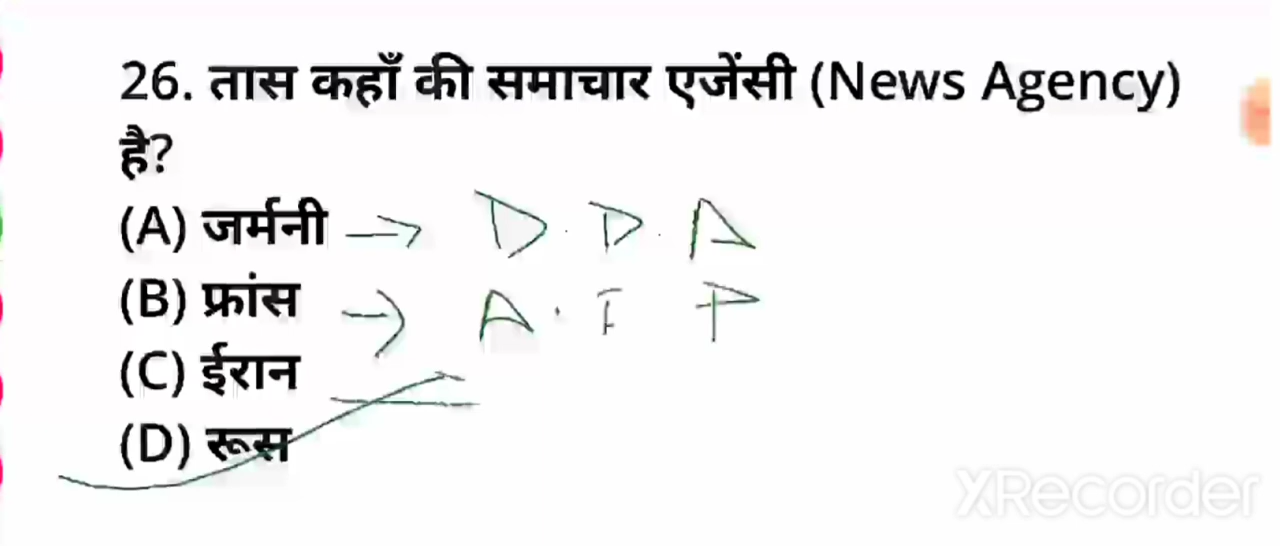 26. तास कहाँ की समाचार एजेंसी (News Agency)
है?
(A) जर्मनी → D.D.A
(B) फ्रांस → A.F P
(C) ईरान
(D) रूस
XRecorder